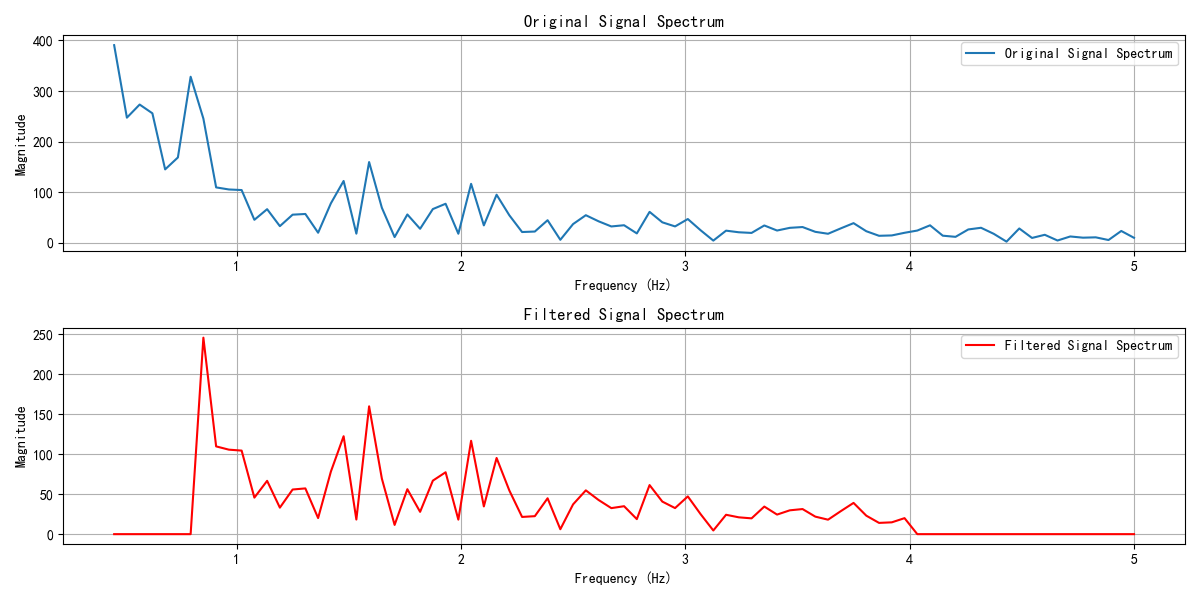 Original Signal Spectrum
400
300
200
100
0
Magnitude
Original Signal Spectrum
1
2
3
4
5
Frequency (Hz)
Filtered Signal Spectrum
250
200
150
100
50
0
Magnitude
Filtered Signal Spectrum
1
2
3
4
5
Frequency (Hz)